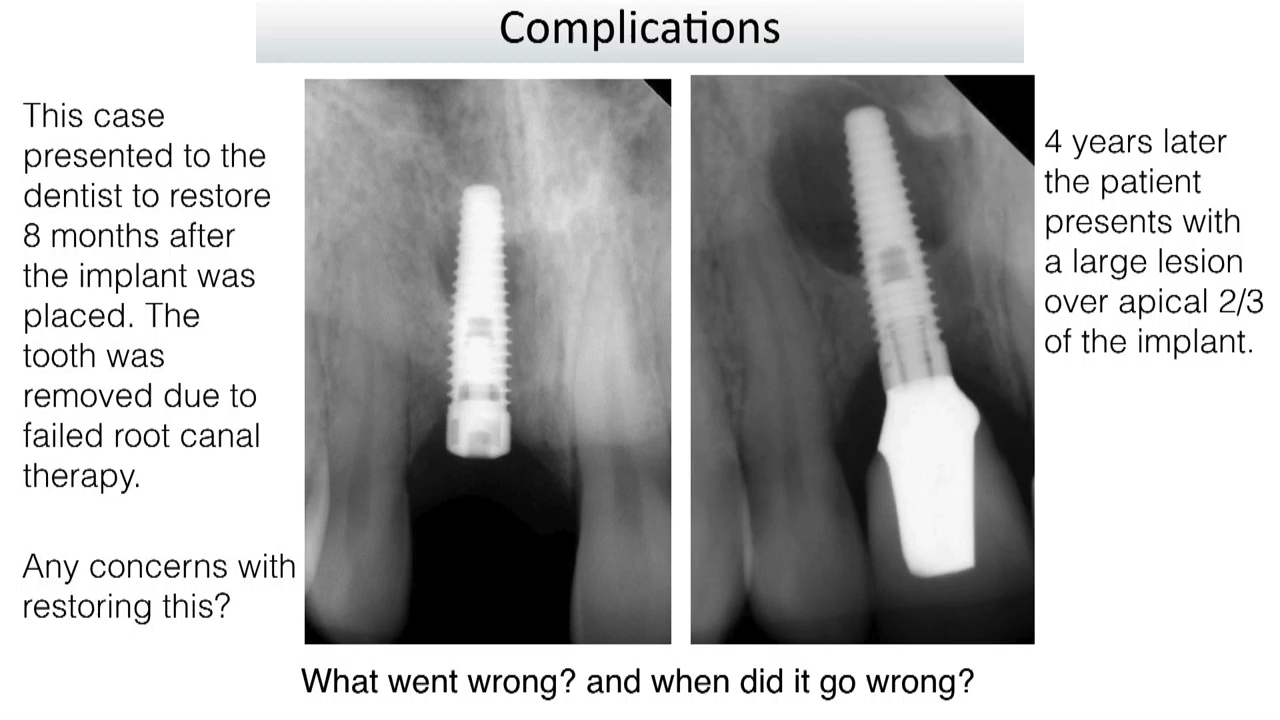 Complications
This case
presented to the
dentist to restore
8 months after
the implant was
placed. The
tooth was
removed due to
failed root canal
therapy.
Any concerns with
restoring this?
4 years later
the patient
presents with
a large lesion
over apical 2/3
of the implant.
What went wrong? and when did it go wrong?